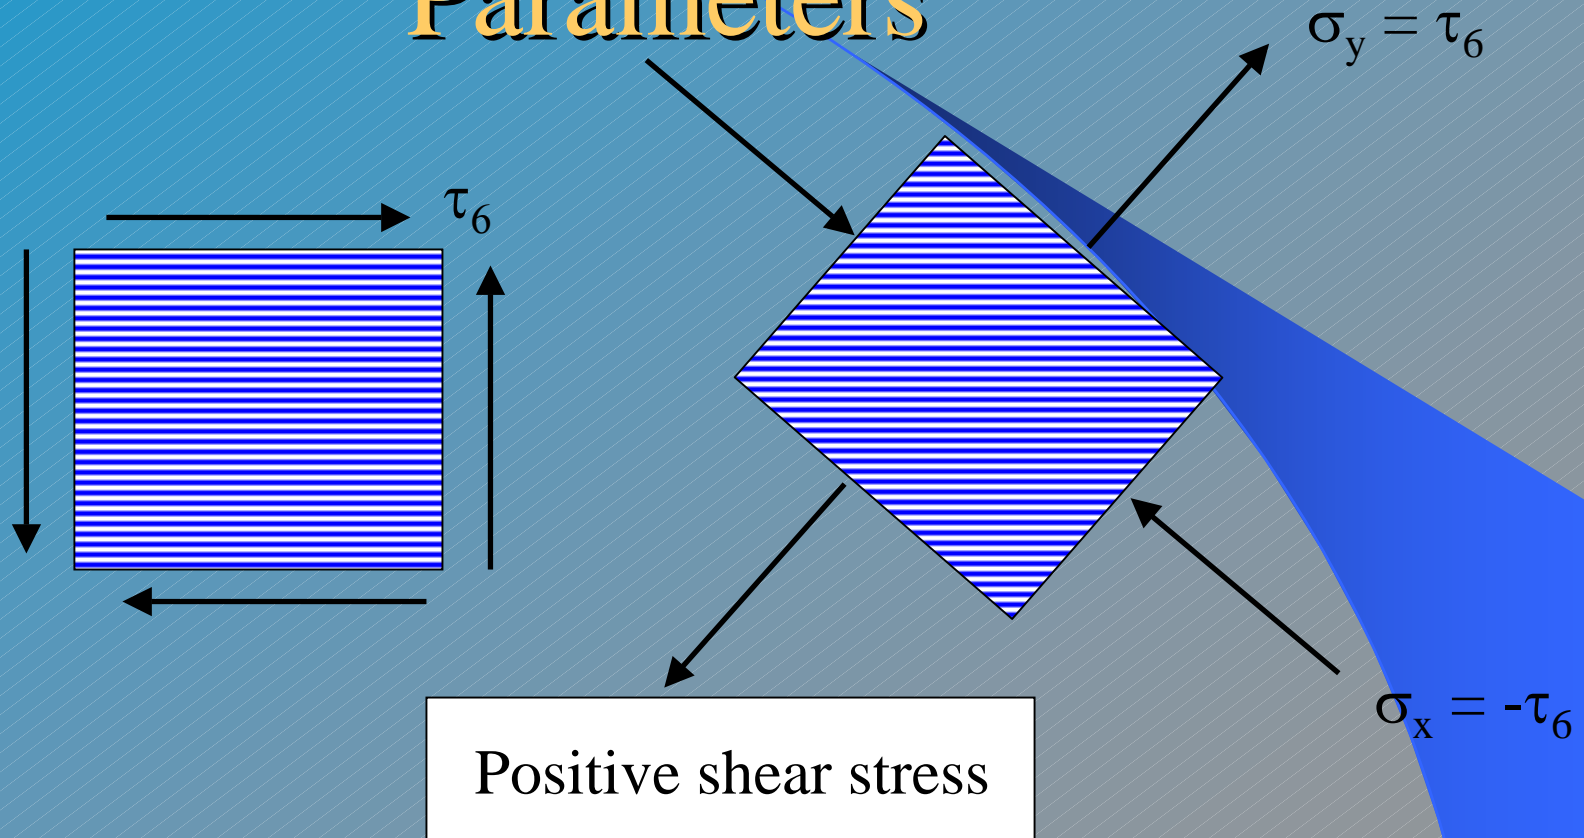 Parameters
σy = τ6
τ6
σx = -τ6
Positive shear stress